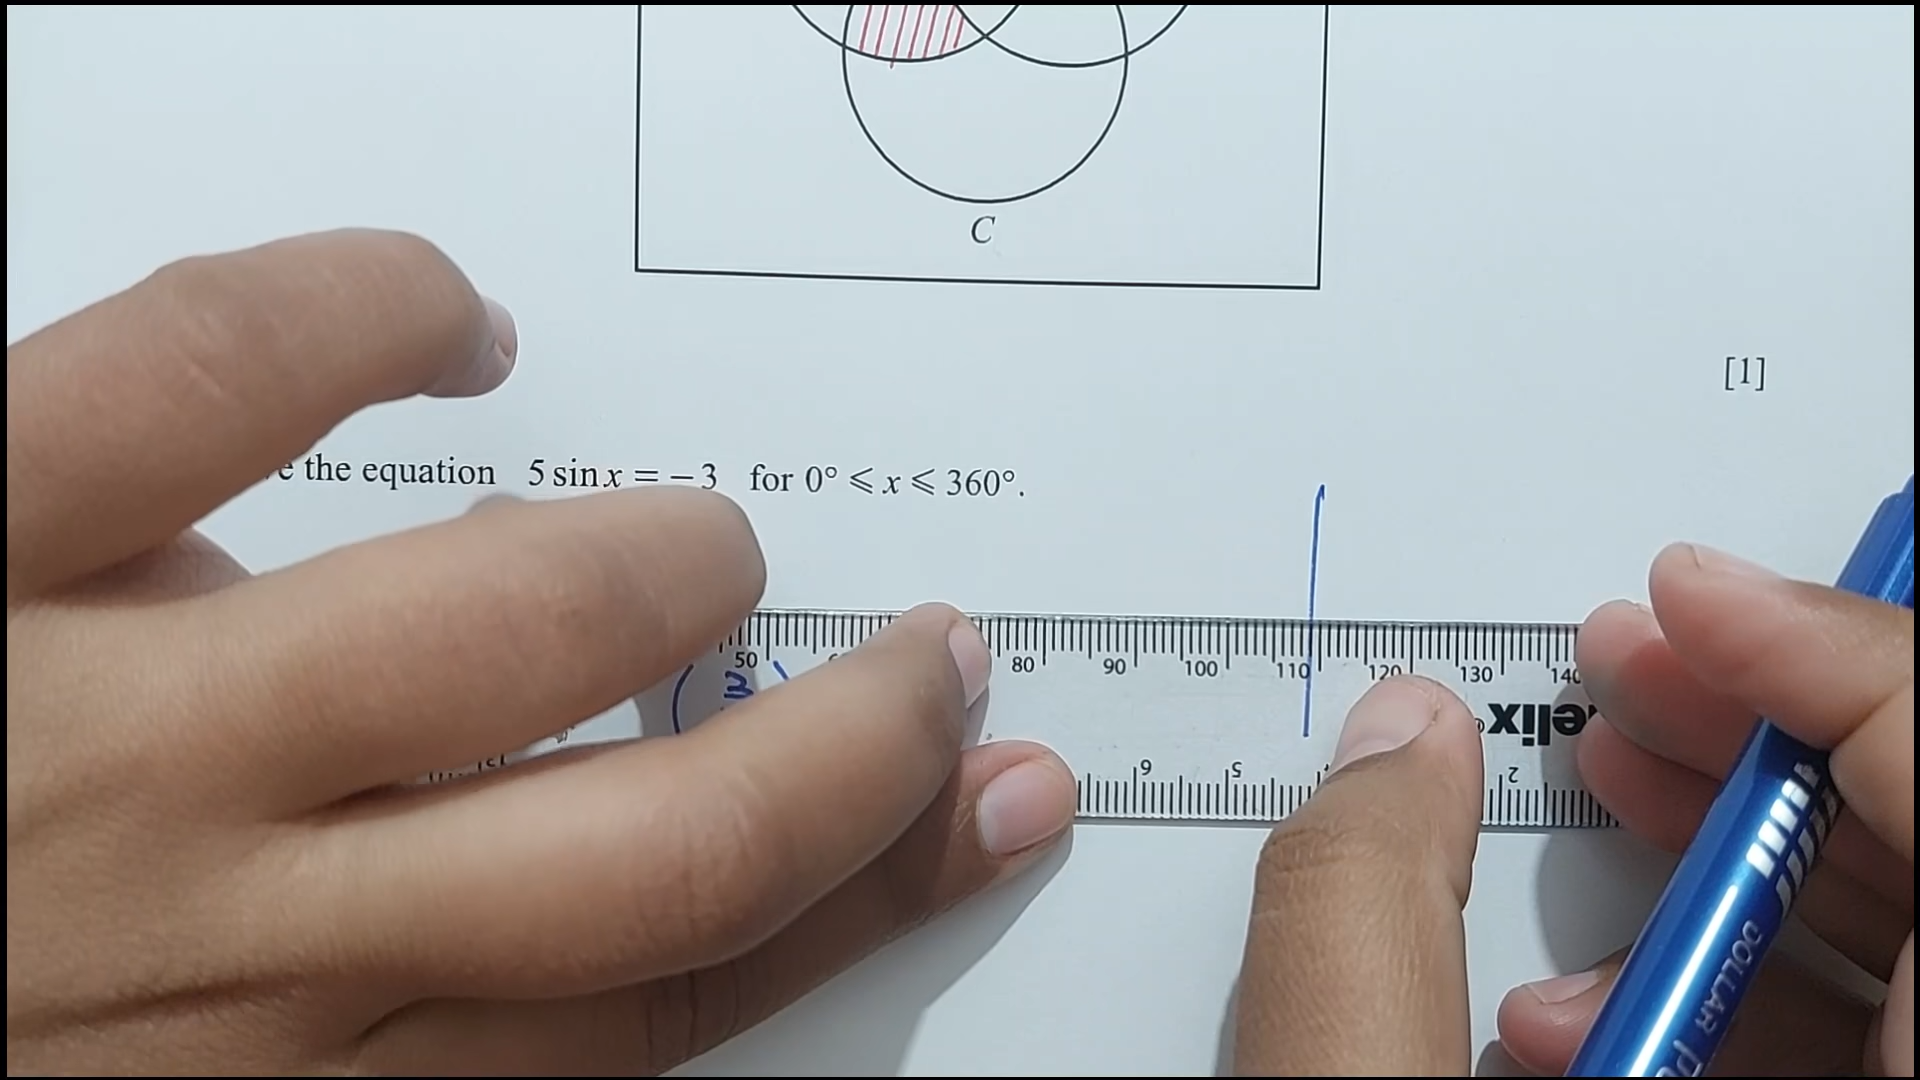 C
[1]
the equation 5 sin x = −3 for 0° ⩽ x ⩽ 360°.
50 80 90 100 110 120 130
3
elix
6 5 2
DOLLAR